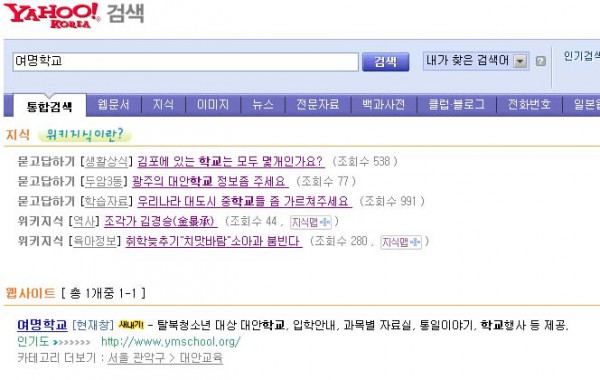 YAHOO! KOREA 검색
여명학교 검색 내가 찾은 검색어 인기검색
통합검색 웹문서 지식 이미지 뉴스 전문자료 백과사전 클럽·블로그 전화번호 일본웹
지식 위키지식이란?
묻고답하기 [생활상식] 김포에 있는 학교는 모두 몇개인가요? (조회수 538 )
묻고답하기 [두암3동] 광주의 대안학교 정보좀 주세요 (조회수 77 )
묻고답하기 [학습자료] 우리나라 대도시 중학교들을 좀 가르쳐주세요 (조회수 991 )
위키지식 [역사] 조각가 김경승(金景承) (조회수 44 , 지식맵 )
위키지식 [육아정보] 취학늦추기"치맛바람"소아과 붐빈다 (조회수 280 , 지식맵 )
웹사이트 [ 총 1개중 1-1 ]
여명학교 [현재창] 새내기! - 탈북청소년 대상 대안학교, 입학안내, 과목별 자료실, 통일이야기, 학교행사 등 제공.
인기도 >>>>>>> http://www.ymschool.org/
카테고리 더보기 : 서울 관악구 > 대안교육